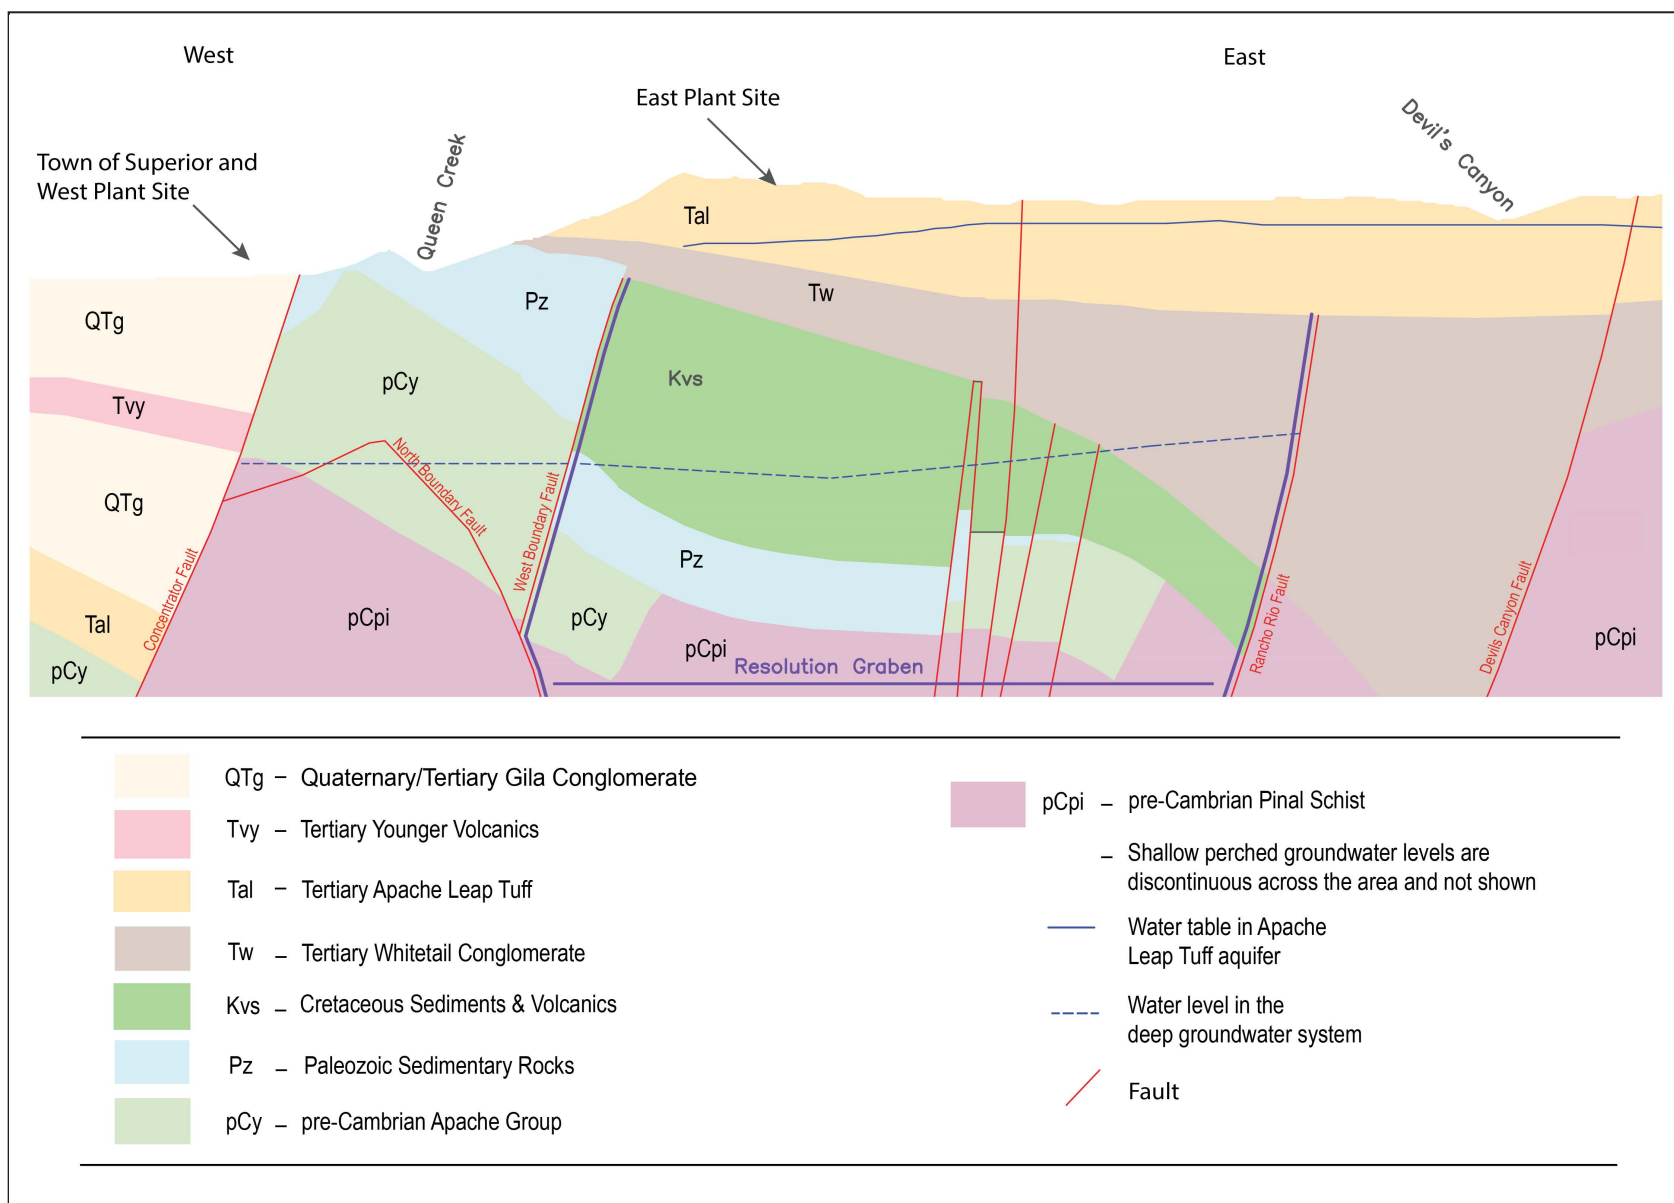 West
East
East Plant Site
Devil's Canyon
Queen Creek
Town of Superior and
West Plant Site
Tal
Tw
QTg
Pz
pCy
Kvs
Tvy
North Boundary Fault
West Boundary Fault
QTg
Pz
Concentrator Fault
Tal
pCpi
pCy
pCpi
Resolution Graben
Rancho Rio Fault
Devils Canyon Fault
pCpi
pCy
QTg – Quaternary/Tertiary Gila Conglomerate
Tvy – Tertiary Younger Volcanics
Tal – Tertiary Apache Leap Tuff
Tw – Tertiary Whitetail Conglomerate
Kvs – Cretaceous Sediments & Volcanics
Pz – Paleozoic Sedimentary Rocks
pCy – pre-Cambrian Apache Group
pCpi – pre-Cambrian Pinal Schist
– Shallow perched groundwater levels are
discontinuous across the area and not shown
Water table in Apache
Leap Tuff aquifer
Water level in the
deep groundwater system
Fault